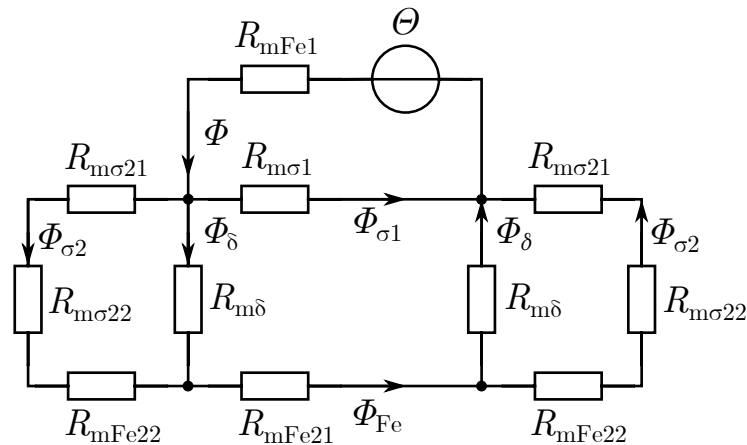 Θ
R_mFe1
Φ
R_mσ21
R_mσ1
R_mσ21
Φ_σ2
Φ_δ
Φ_σ1
Φ_δ
Φ_σ2
R_mσ22
R_mδ
R_mδ
R_mσ22
R_mFe22
R_mFe21
Φ_Fe
R_mFe22